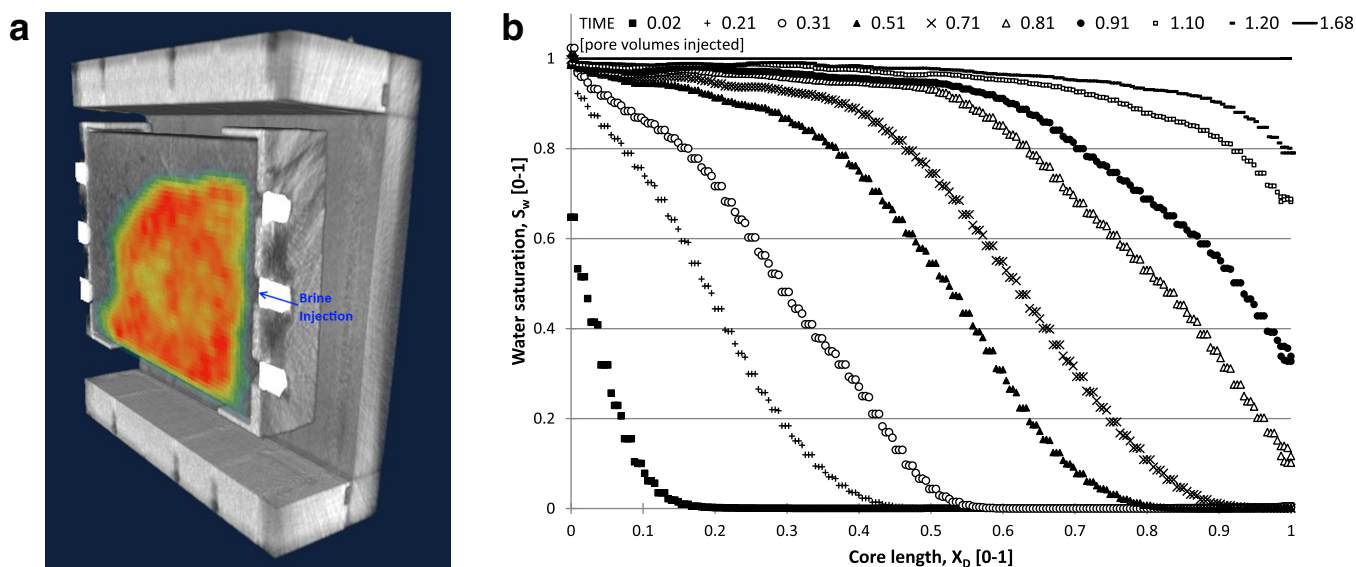 a
Brine
Injection
b
TIME 0.02 0.21 0.31 0.51 0.71 0.81 0.91 1.10 1.20 1.68
[pore volumes injected]
Water saturation, Sw [0-1]
1
0.8
0.6
0.4
0.2
0
0 0.1 0.2 0.3 0.4 0.5 0.6 0.7 0.8 0.9 1
Core length, XD [0-1]